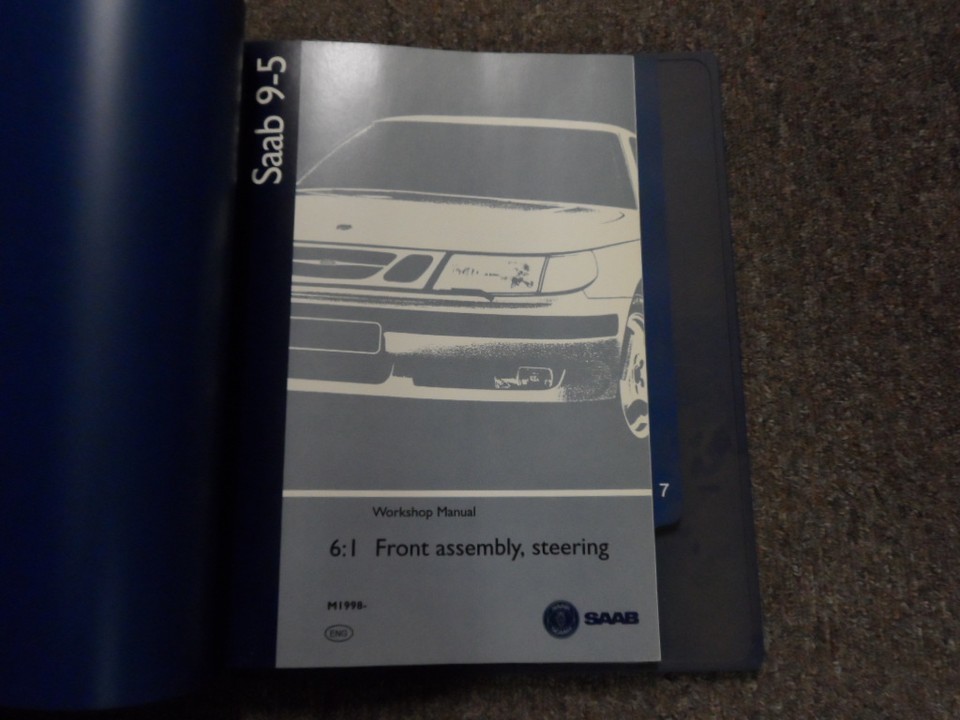 Saab 9-5
7
Workshop Manual
6:1 Front assembly, steering
M1998-
ENG
SAAB